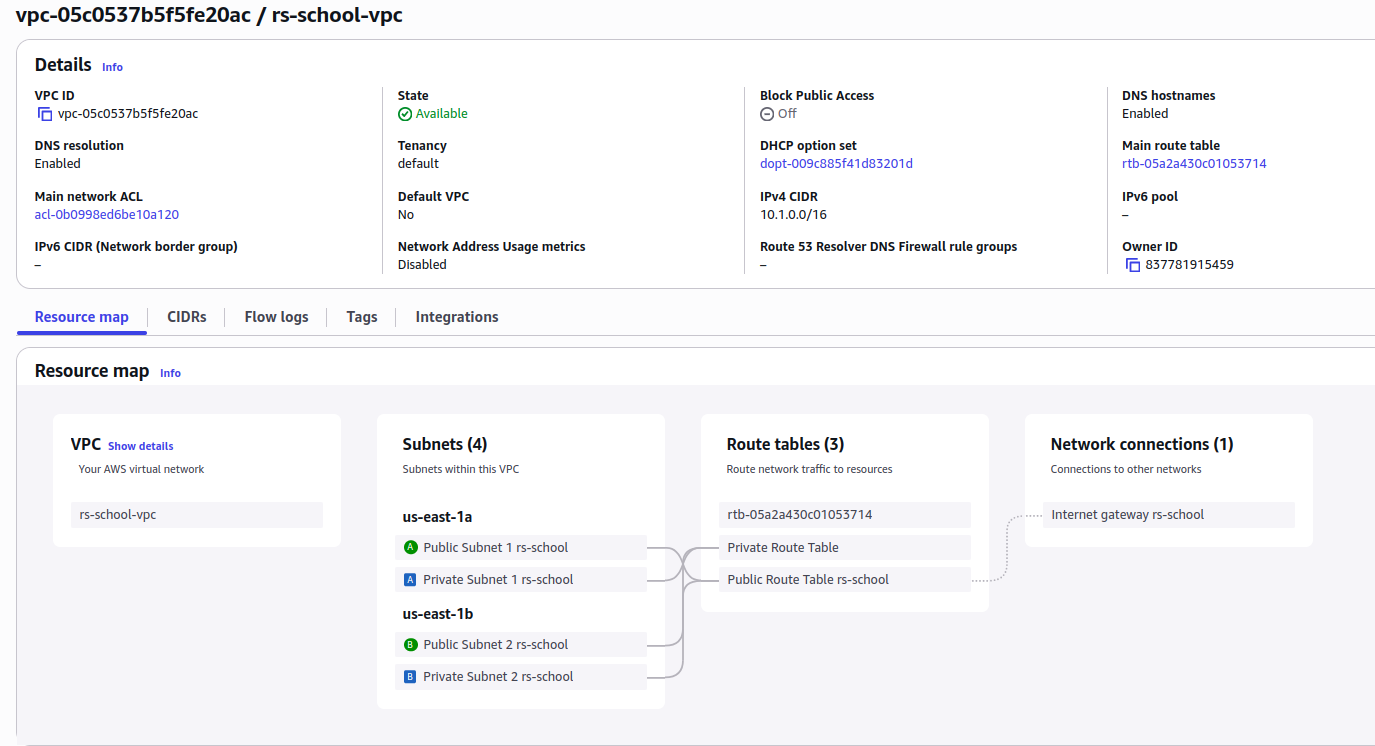 vpc-05c0537b5f5fe20ac / rs-school-vpc
Details Info
VPC ID
vpc-05c0537b5f5fe20ac
State
Available
Block Public Access
Off
DNS hostnames
Enabled
DNS resolution
Enabled
Tenancy
default
DHCP option set
dopt-009c885f41d83201d
Main route table
rtb-05a2a430c01053714
Main network ACL
acl-0b0998ed6be10a120
Default VPC
No
IPv4 CIDR
10.1.0.0/16
IPv6 pool
–
IPv6 CIDR (Network border group)
–
Network Address Usage metrics
Disabled
Route 53 Resolver DNS Firewall rule groups
–
Owner ID
837781915459
Resource map
CIDRs
Flow logs
Tags
Integrations
Resource map Info
VPC Show details
Your AWS virtual network
rs-school-vpc
Subnets (4)
Subnets within this VPC
us-east-1a
A Public Subnet 1 rs-school
A Private Subnet 1 rs-school
us-east-1b
B Public Subnet 2 rs-school
B Private Subnet 2 rs-school
Route tables (3)
Route network traffic to resources
rtb-05a2a430c01053714
Private Route Table
Public Route Table rs-school
Network connections (1)
Connections to other networks
Internet gateway rs-school